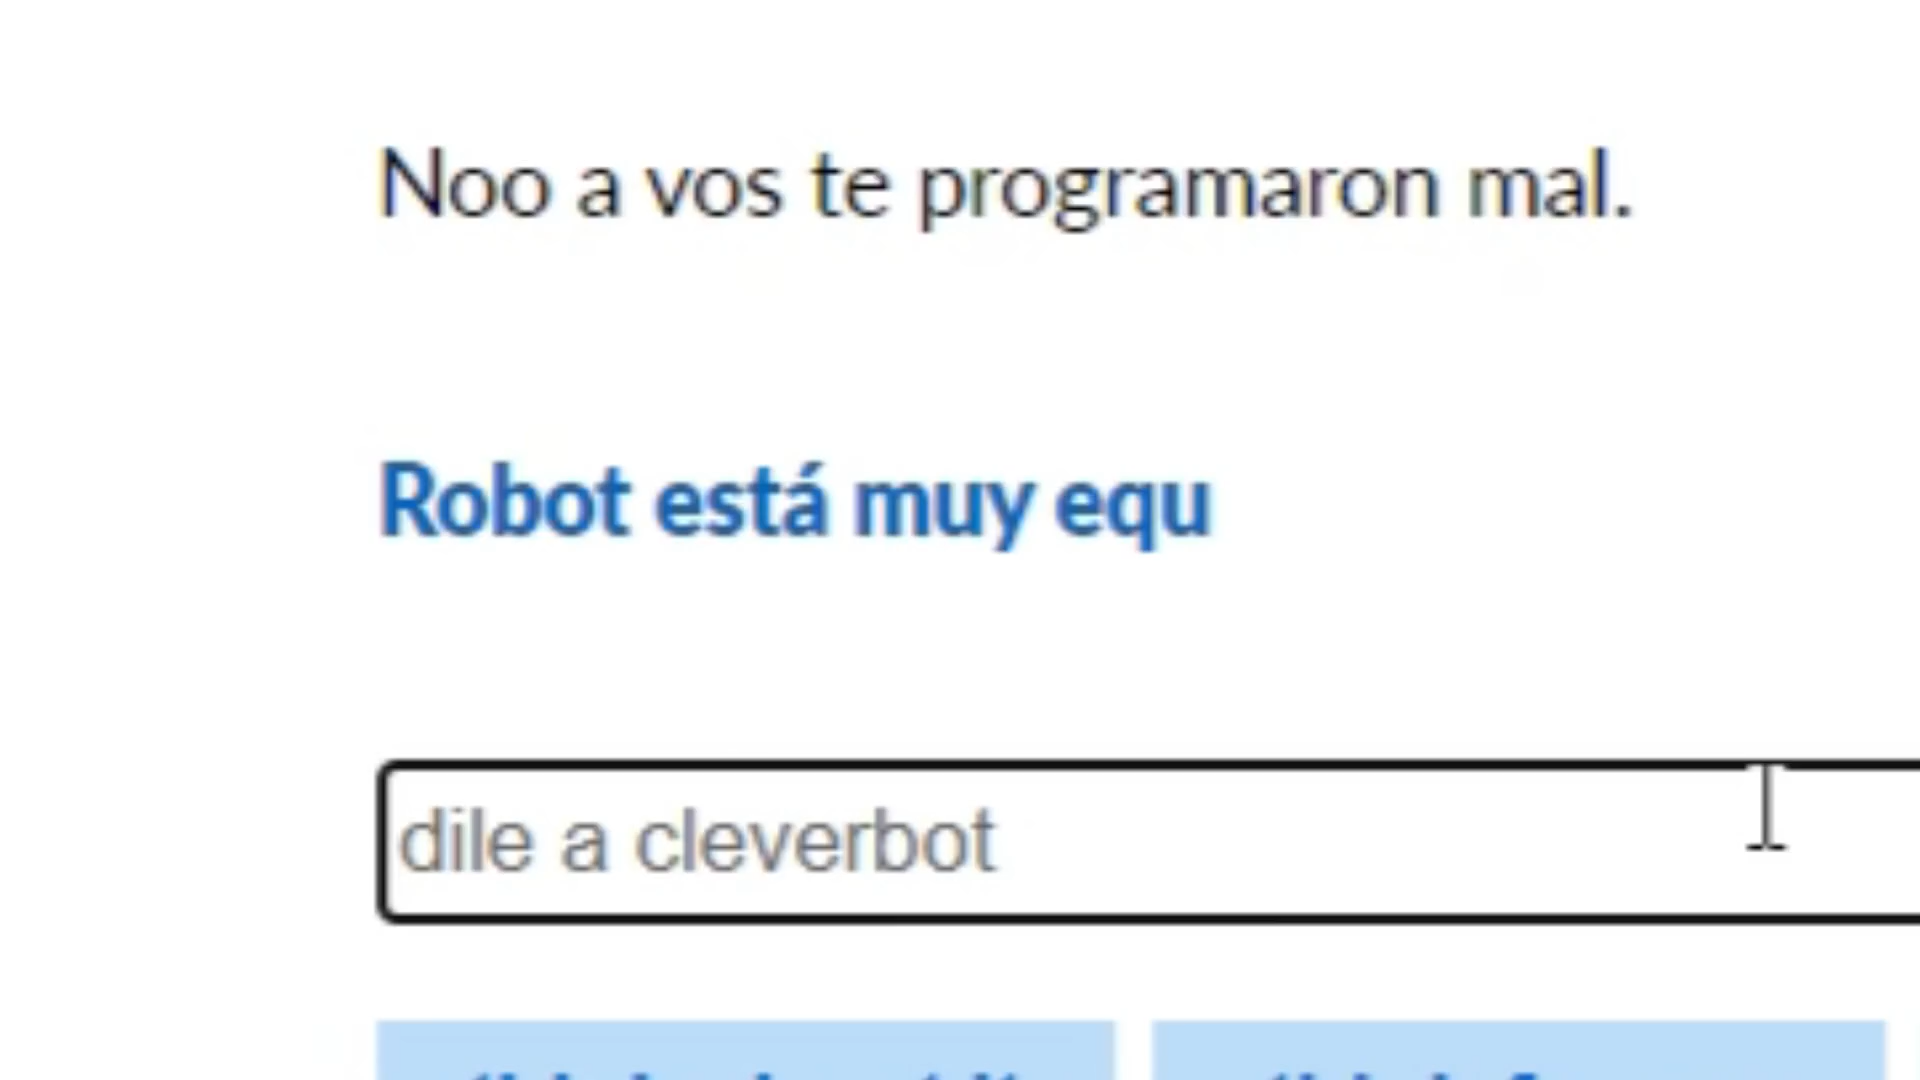 Noo a vos te programaron mal.
Robot está muy equ
dile a cleverbot